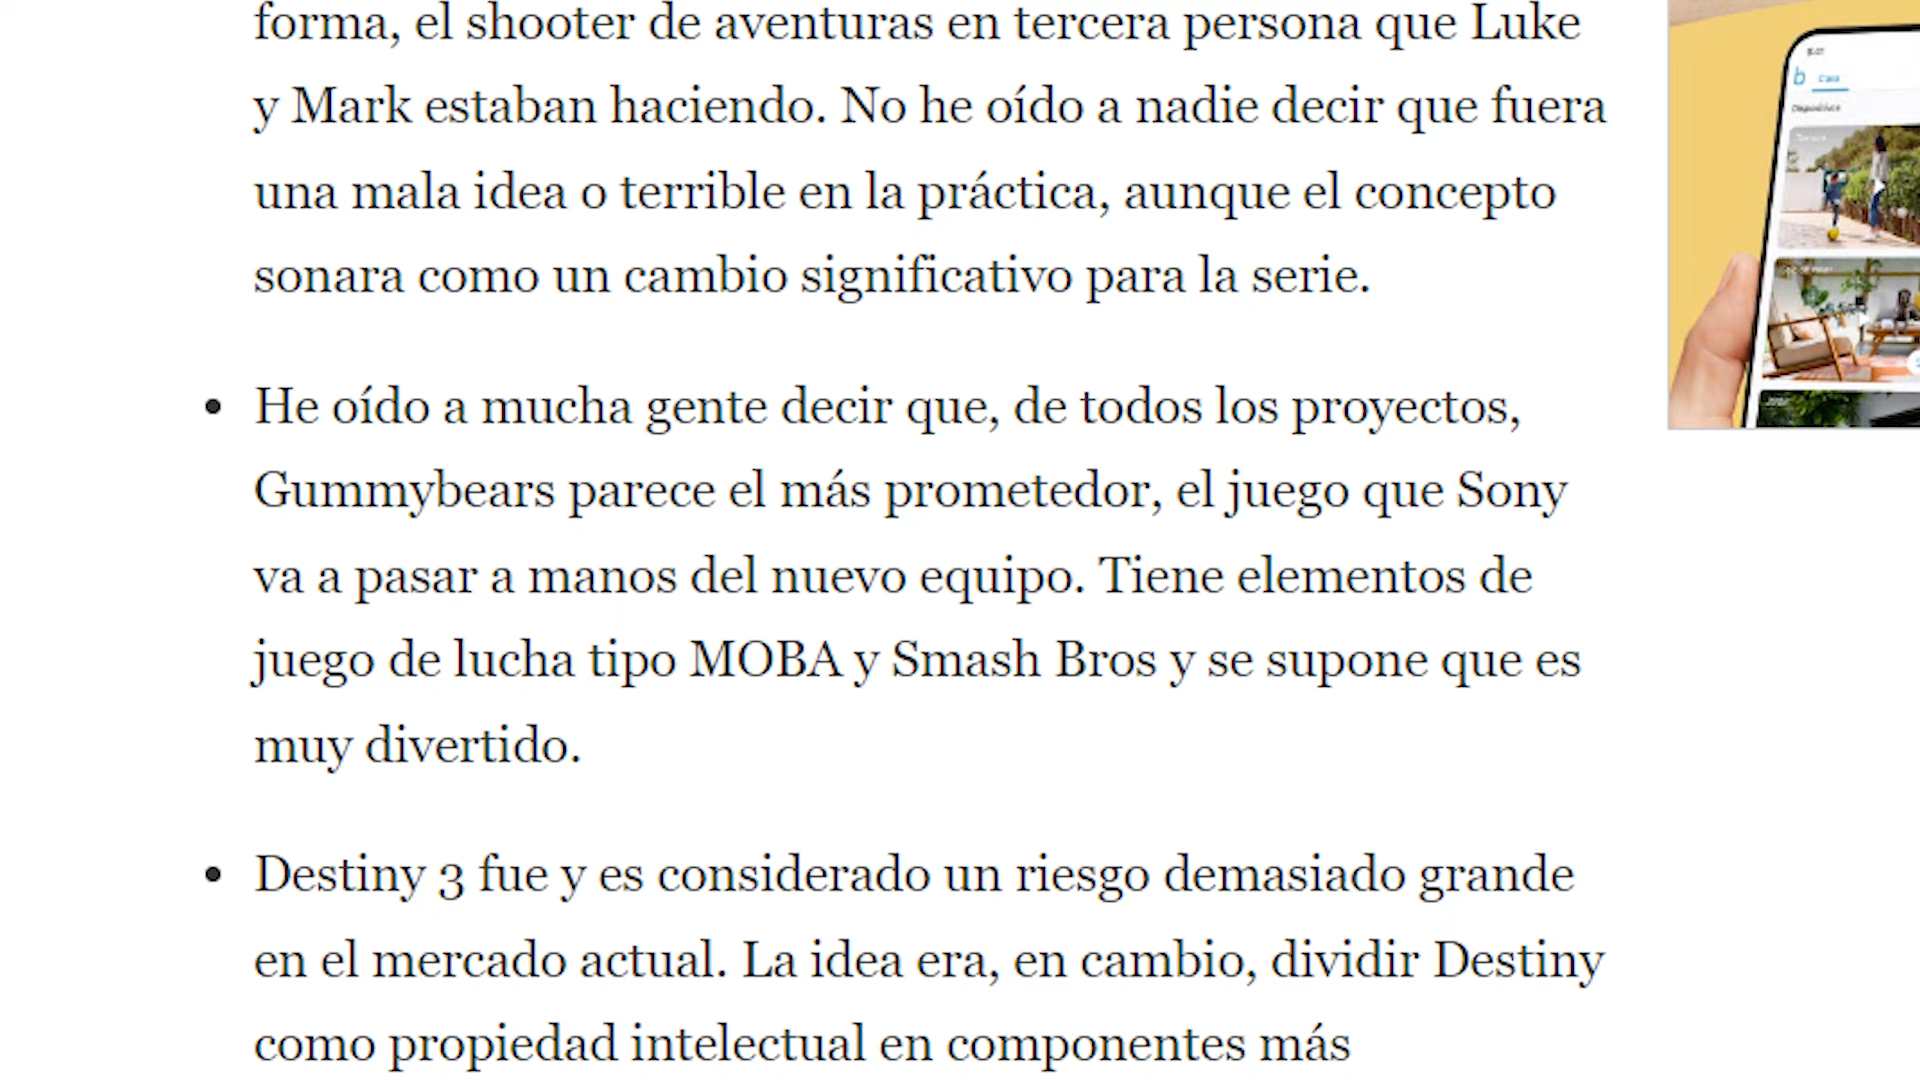 forma, el shooter de aventuras en tercera persona que Luke
y Mark estaban haciendo. No he oído a nadie decir que fuera
una mala idea o terrible en la práctica, aunque el concepto
sonara como un cambio significativo para la serie.
• He oído a mucha gente decir que, de todos los proyectos,
Gummybears parece el más prometedor, el juego que Sony
va a pasar a manos del nuevo equipo. Tiene elementos de
juego de lucha tipo MOBA y Smash Bros y se supone que es
muy divertido.
• Destiny 3 fue y es considerado un riesgo demasiado grande
en el mercado actual. La idea era, en cambio, dividir Destiny
como propiedad intelectual en componentes más
b Casa
Dispositivos